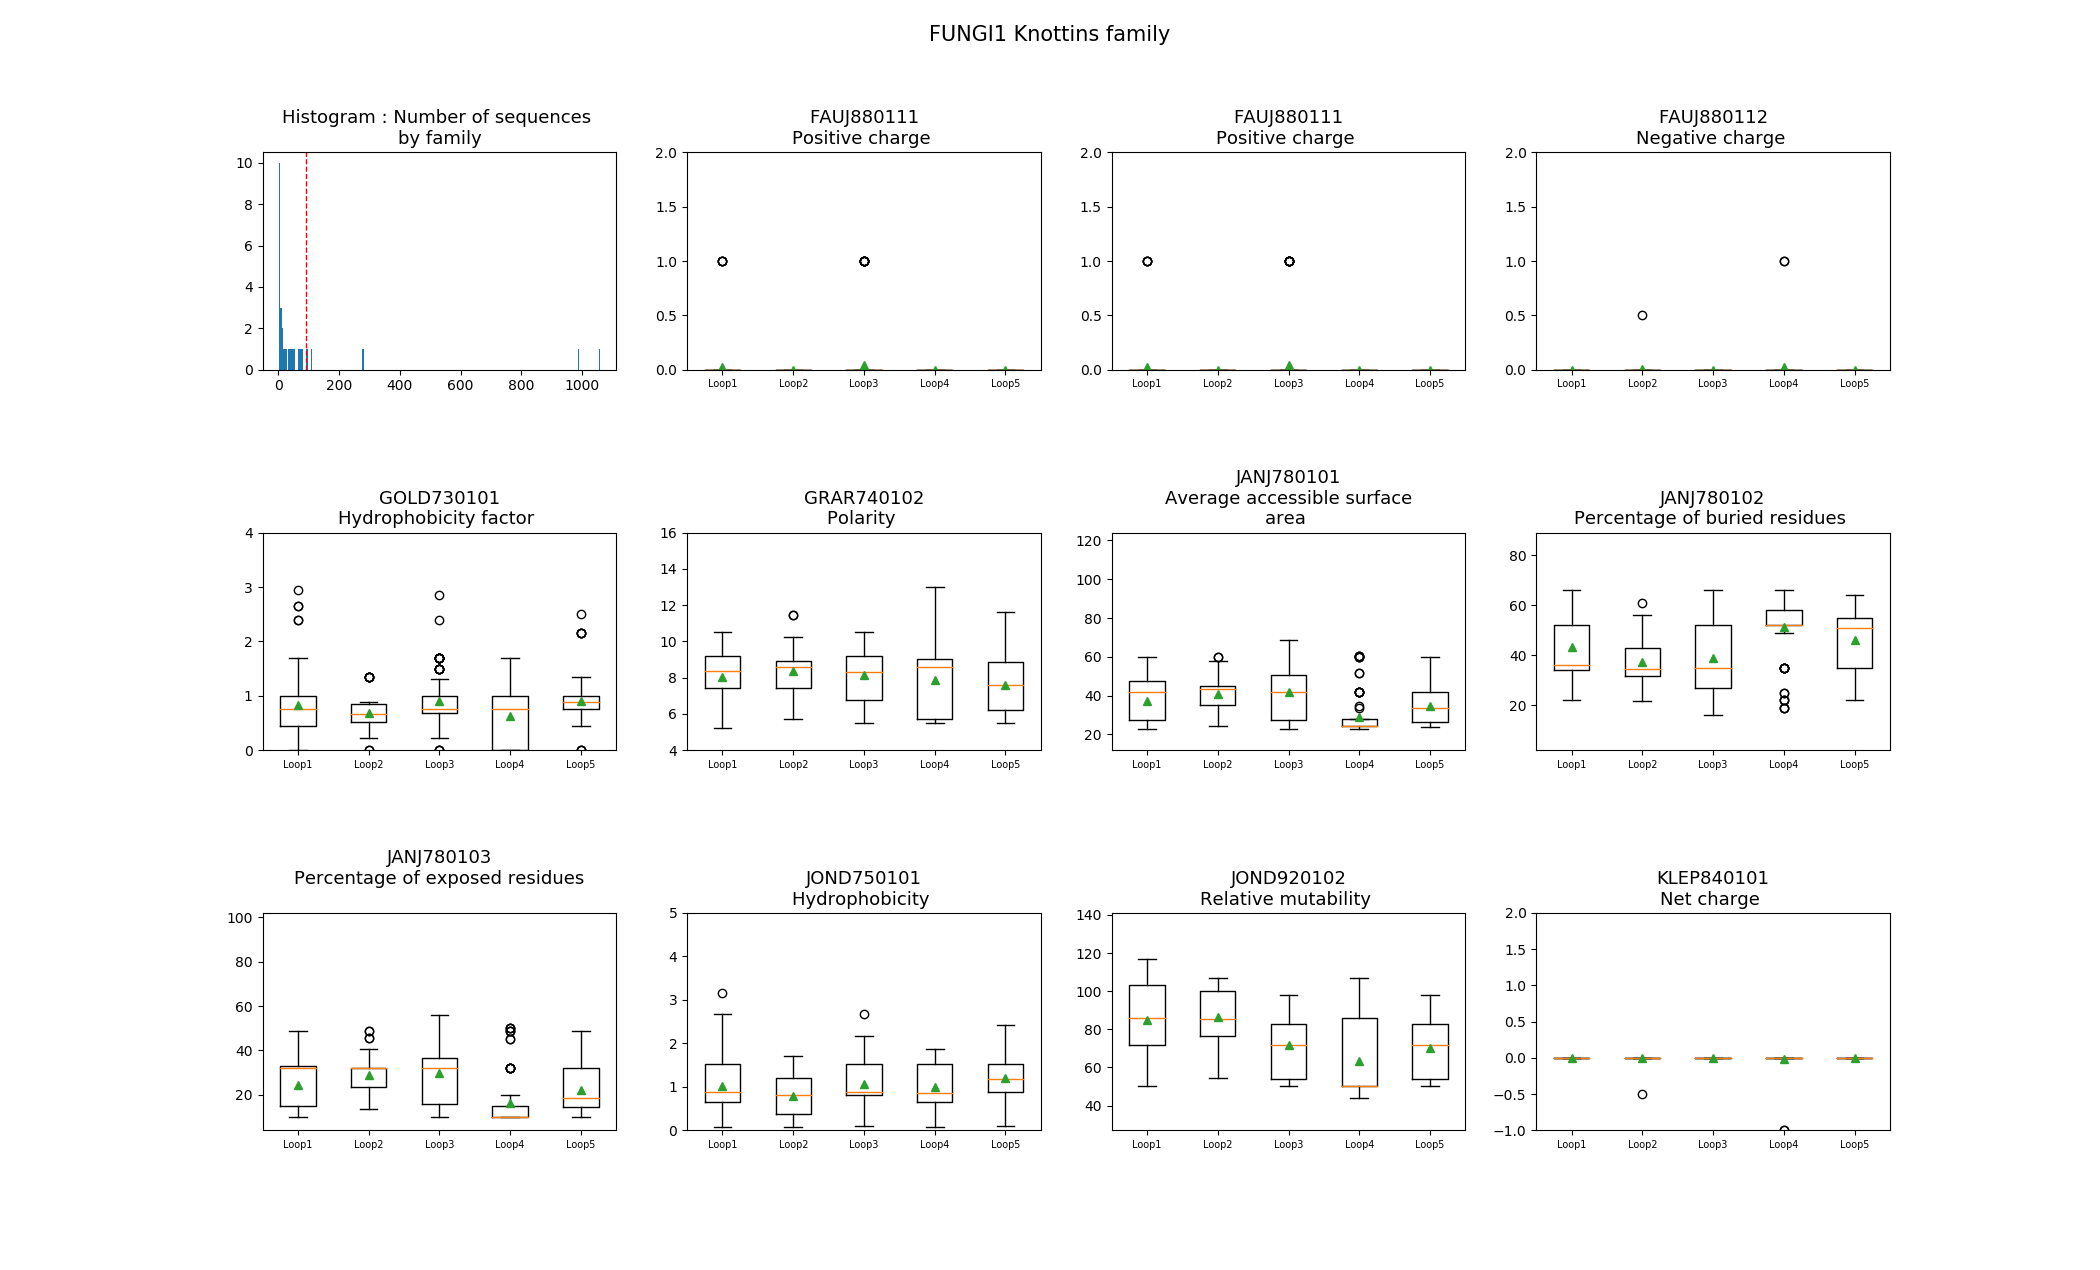 FUNGI1 Knottins family
Histogram : Number of sequences
by family
10
8
6
4
2
0
0 200 400 600 800 1000
FAUJ880111
Positive charge
2.0
1.5
1.0
0.5
0.0
Loop1 Loop2 Loop3 Loop4 Loop5
FAUJ880111
Positive charge
2.0
1.5
1.0
0.5
0.0
Loop1 Loop2 Loop3 Loop4 Loop5
FAUJ880112
Negative charge
2.0
1.5
1.0
0.5
0.0
Loop1 Loop2 Loop3 Loop4 Loop5
GOLD730101
Hydrophobicity factor
4
3
2
1
0
Loop1 Loop2 Loop3 Loop4 Loop5
GRAR740102
Polarity
16
14
12
10
8
6
4
Loop1 Loop2 Loop3 Loop4 Loop5
JANJ780101
Average accessible surface
area
120
100
80
60
40
20
Loop1 Loop2 Loop3 Loop4 Loop5
JANJ780102
Percentage of buried residues
80
60
40
20
Loop1 Loop2 Loop3 Loop4 Loop5
JANJ780103
Percentage of exposed residues
100
80
60
40
20
Loop1 Loop2 Loop3 Loop4 Loop5
JOND750101
Hydrophobicity
5
4
3
2
1
0
Loop1 Loop2 Loop3 Loop4 Loop5
JOND920102
Relative mutability
140
120
100
80
60
40
Loop1 Loop2 Loop3 Loop4 Loop5
KLEP840101
Net charge
2.0
1.5
1.0
0.5
0.0
−0.5
−1.0
Loop1 Loop2 Loop3 Loop4 Loop5